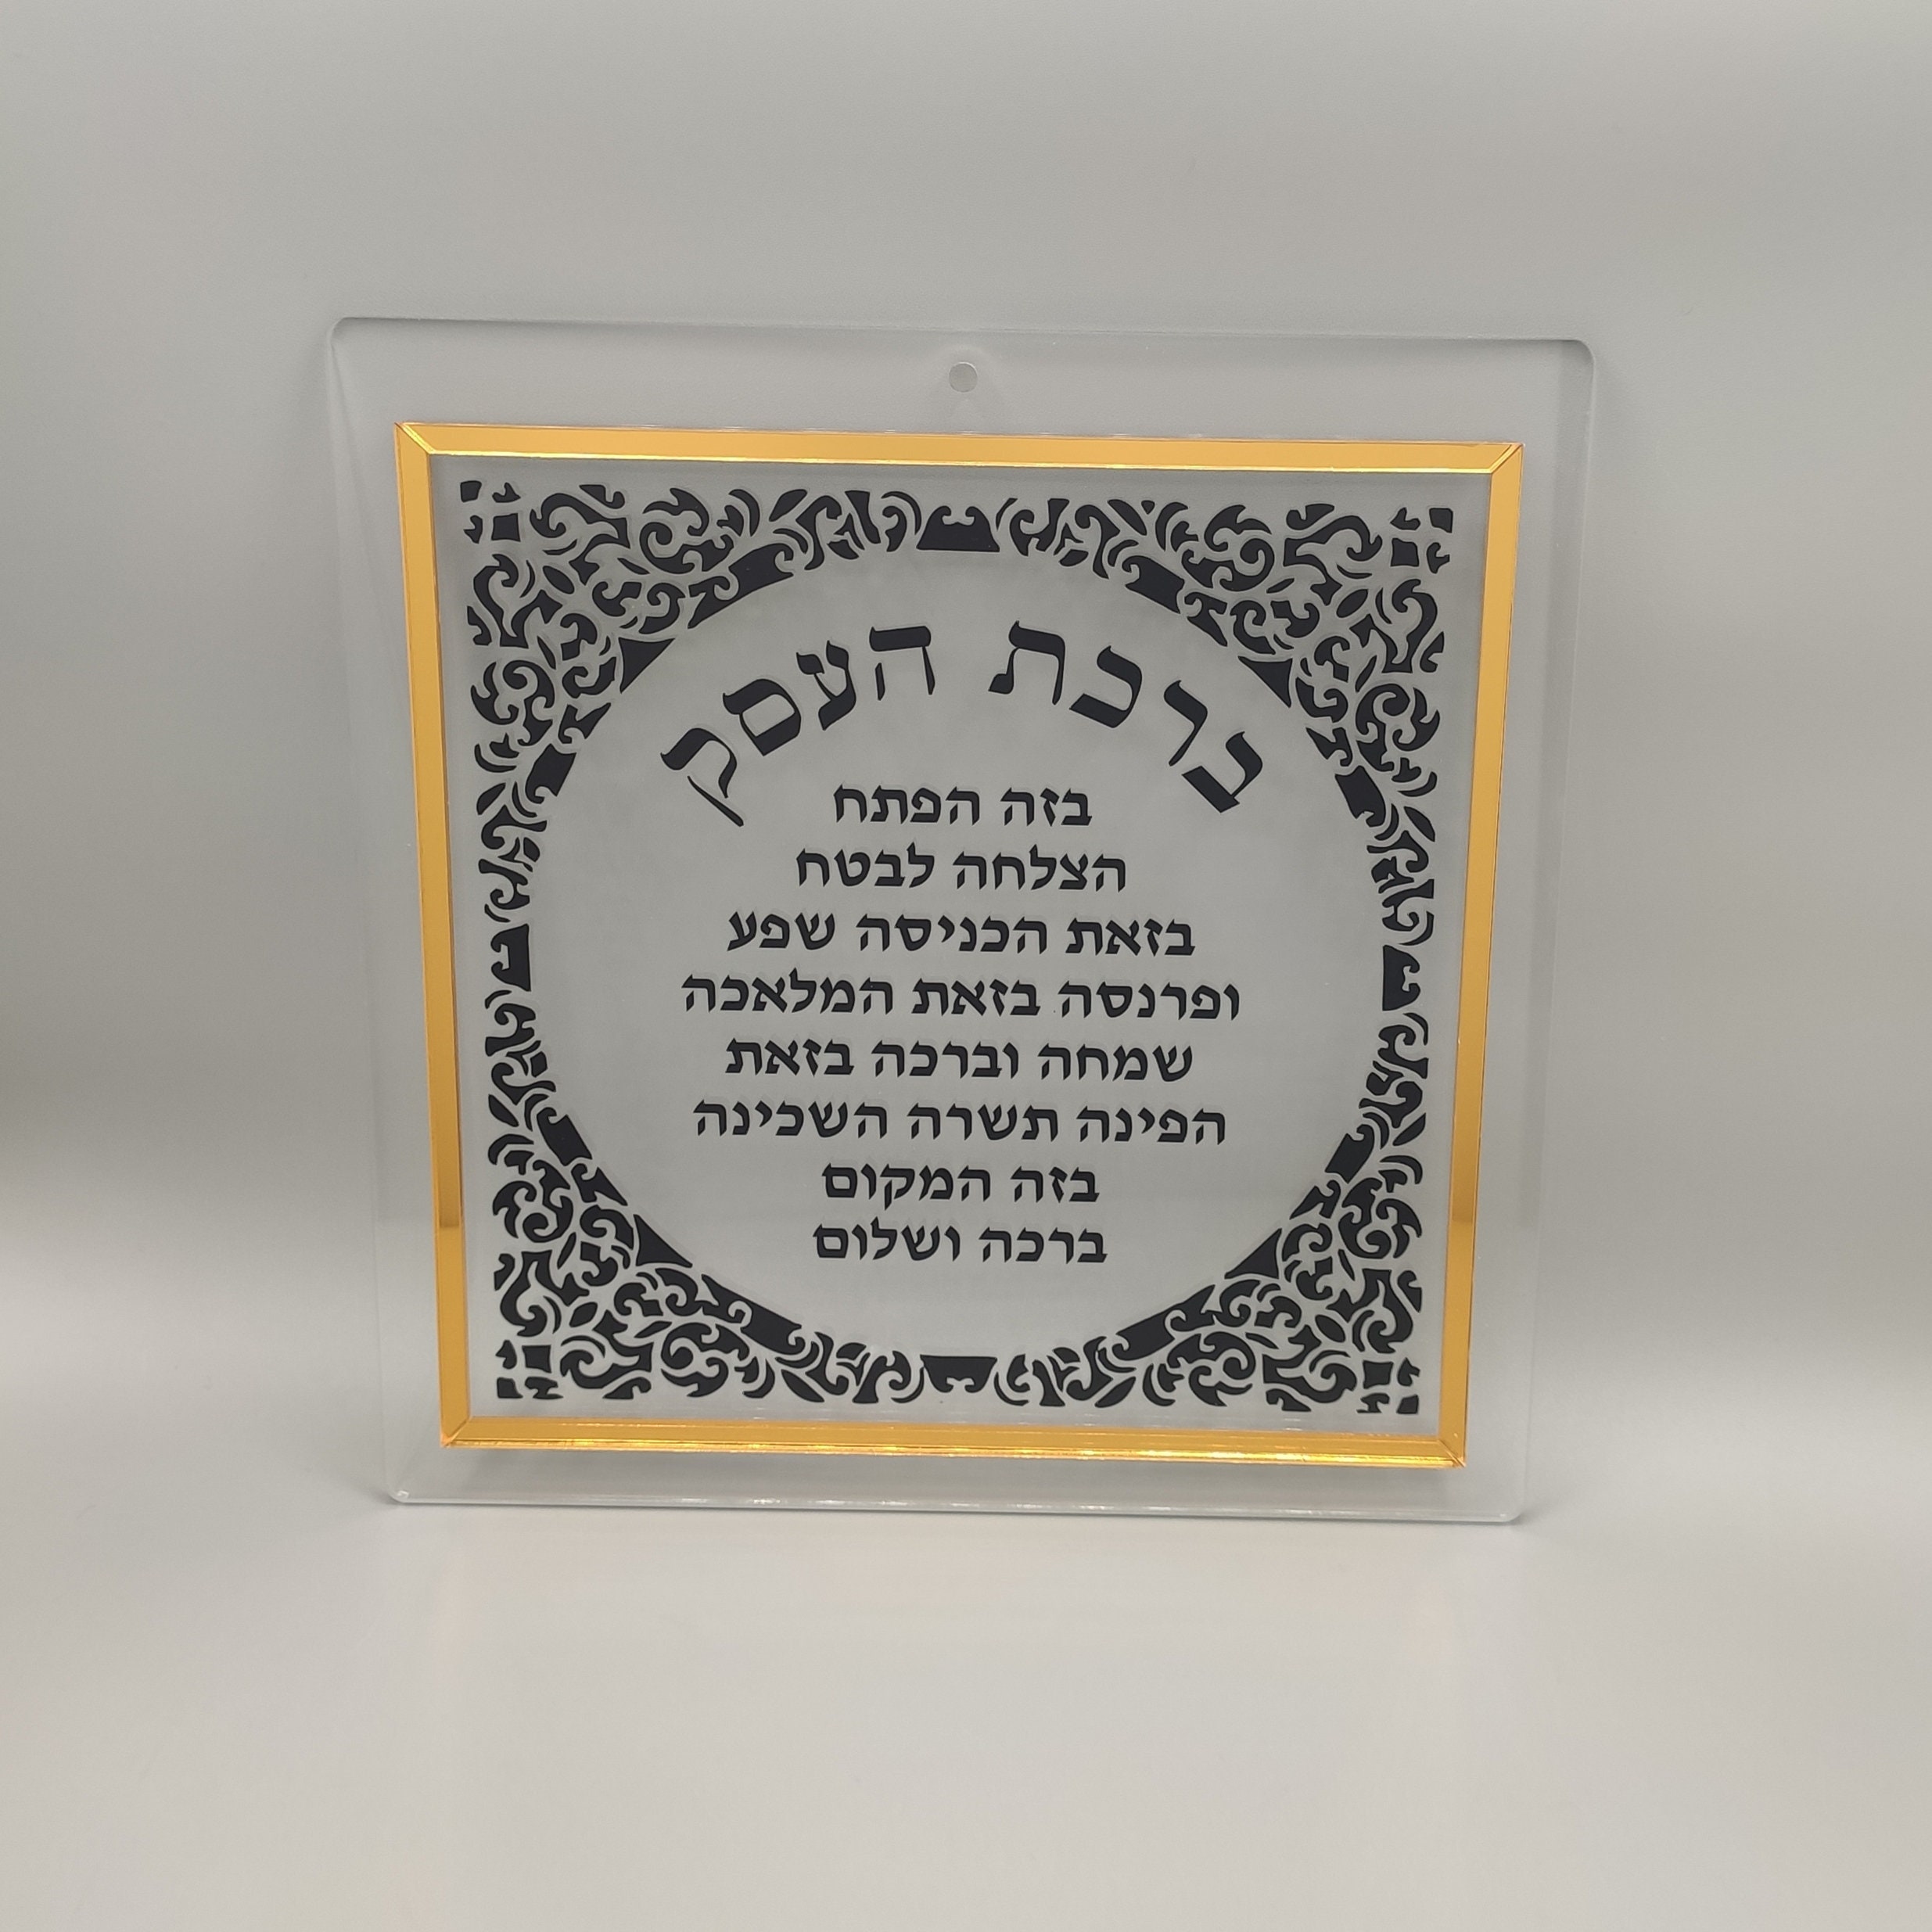 ברכת העסק
בזה הפתח
הצלחה לבטח
בזאת הכניסה שפע
ופרנסה בזאת המלאכה
שמחה וברכה בזאת
הפינה תשרה השכינה
בזה המקום
ברכה ושלום